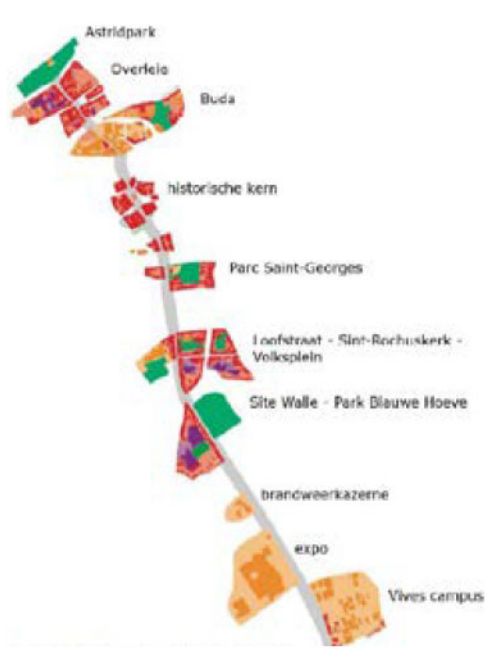 Astridpark
Overleie
Buda
historische kern
Parc Saint-Georges
Loofstraat - Sint-Rochuskerk -
Volksplein
Site Walle - Park Blauwe Hoeve
brandweerkazerne
expo
Vives campus